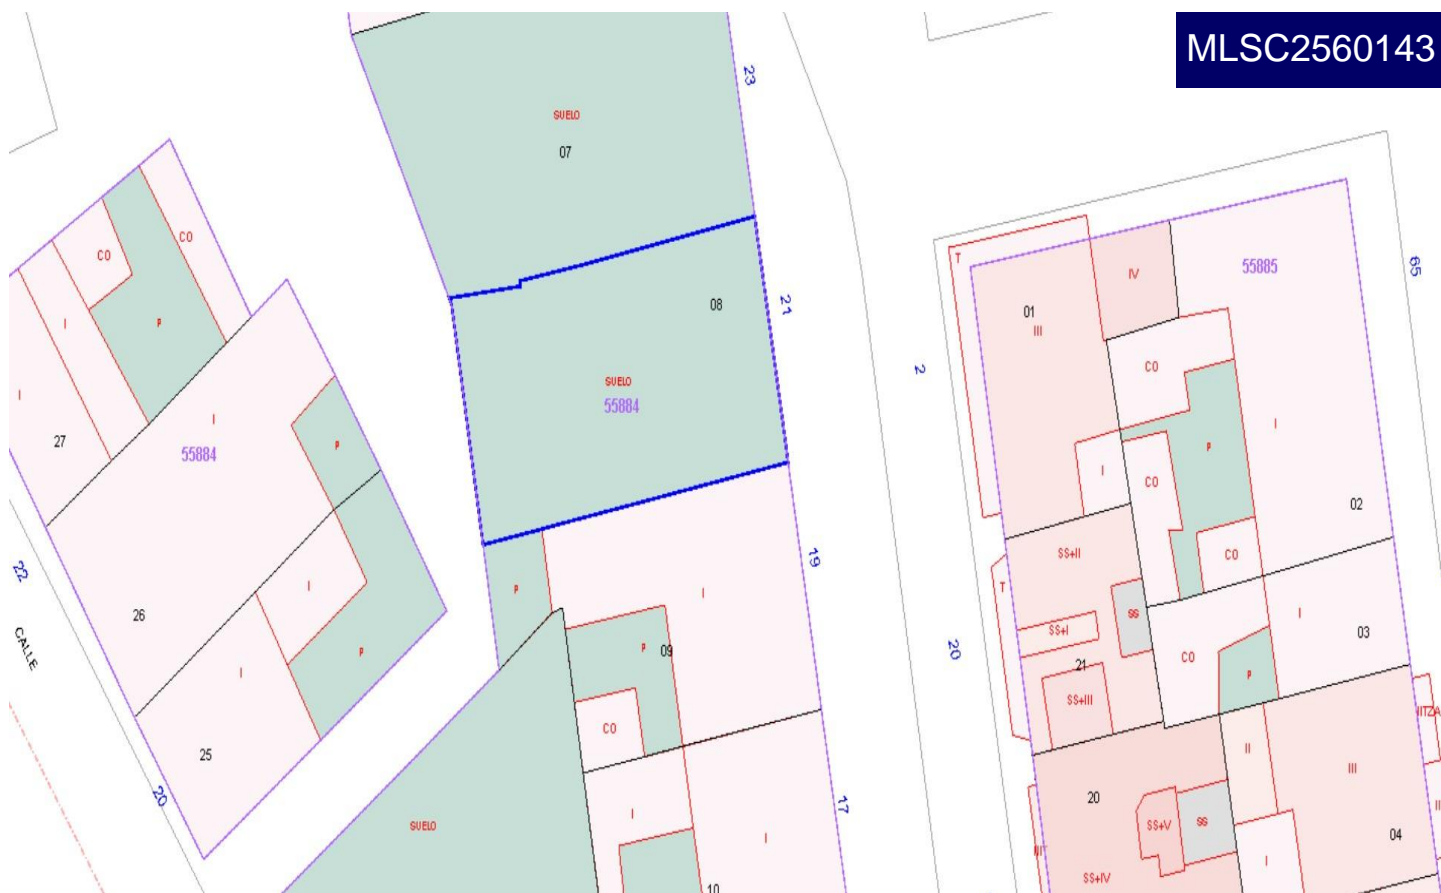 MLSC2560143
23
SUELO
07
CO
CO
I
P
I
27
I
55884
P
26
22
CALLE
I
P
I
25
20
08
21
SUELO
55884
P
I
19
P
09
CO
I
I
17
10
SUELO
T
01
III
IV
55885
65
2
CO
I
P
I
CO
02
CO
SS+II
T
SS+I
SS
21
SS+III
20
CO
I
03
P
II
III
20
SS+V
SS
SS+IV
I
04